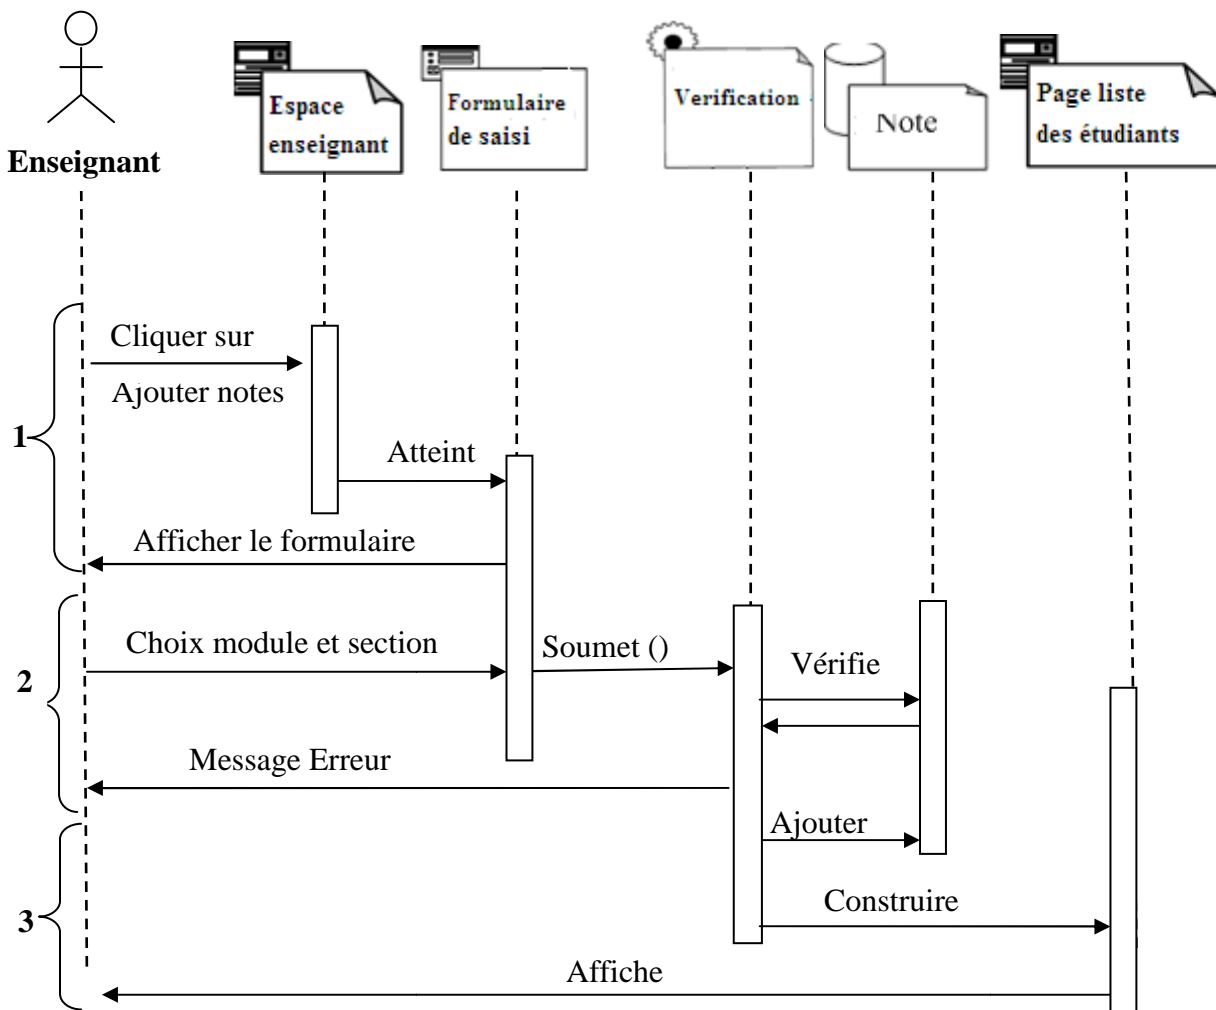 Enseignant
Espace
enseignant
Formulaire
de saisi
Verification
Note
Page liste
des étudiants
1
Cliquer sur
Ajouter notes
Atteint
Afficher le formulaire
2
Choix module et section
Soumet ()
Vérifie
Message Erreur
3
Ajouter
Construire
Affiche